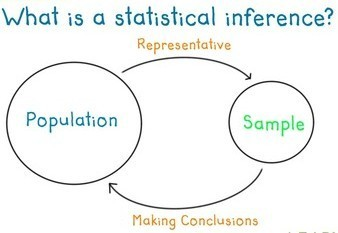 What is a statistical inference?
Representative
Population
Sample
Making Conclusions